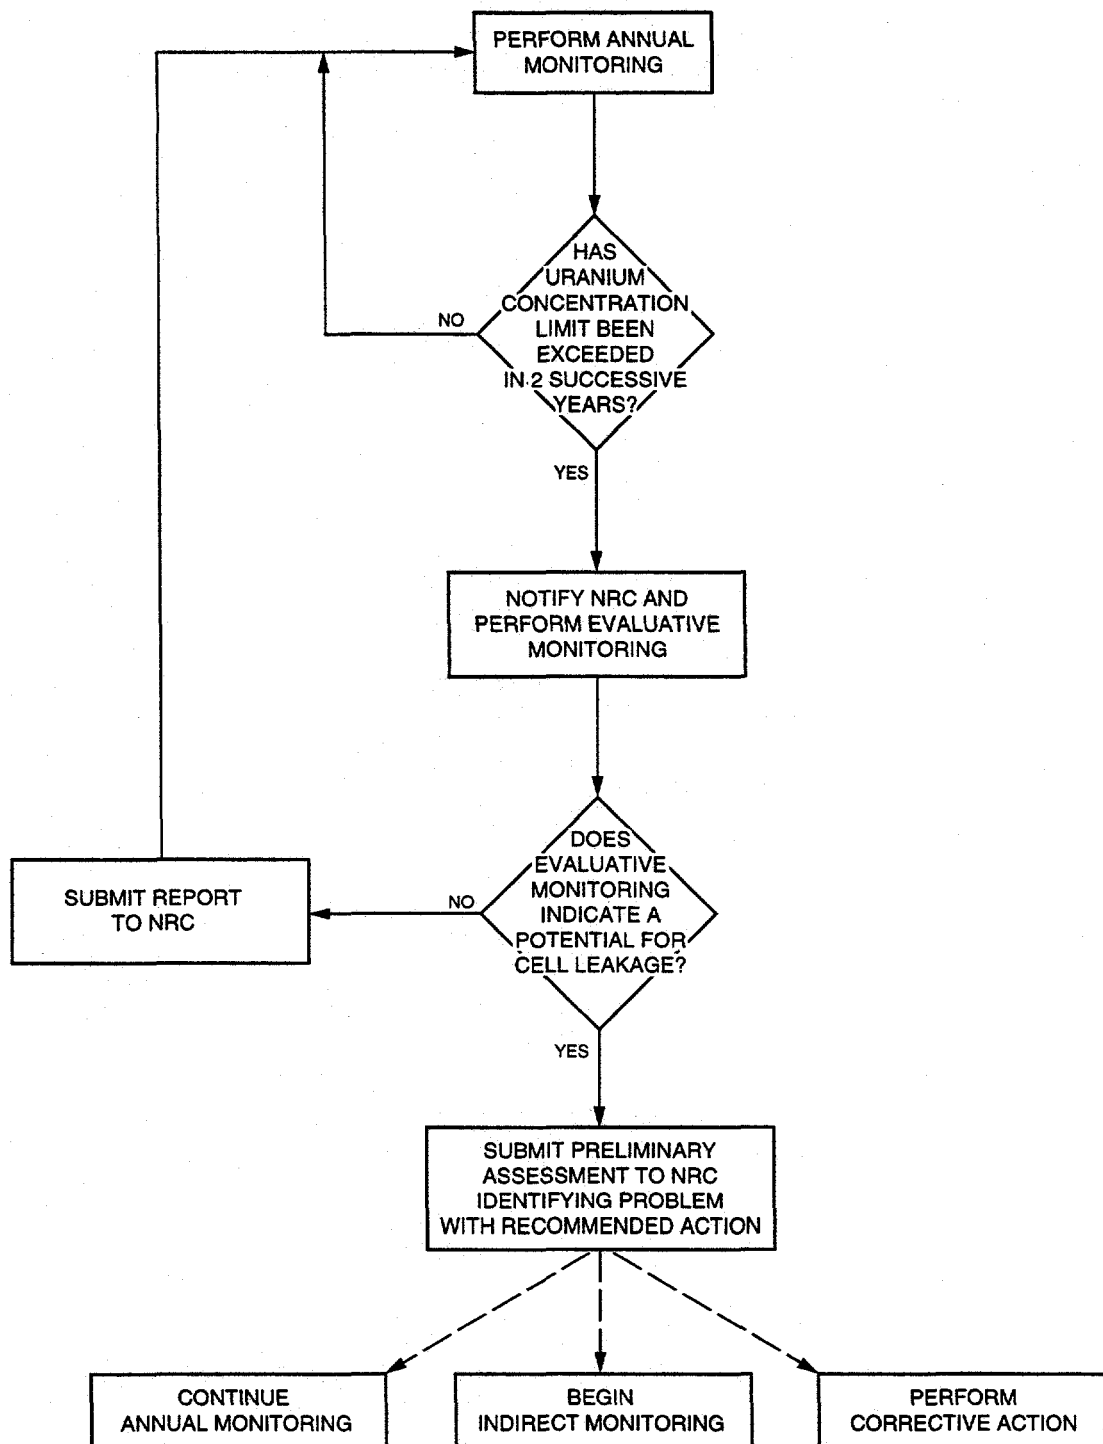 PERFORM ANNUAL
MONITORING
HAS
URANIUM
CONCENTRATION
LIMIT BEEN
EXCEEDED
IN 2 SUCCESSIVE
YEARS?
NO
YES
NOTIFY NRC AND
PERFORM EVALUATIVE
MONITORING
DOES
EVALUATIVE
MONITORING
INDICATE A
POTENTIAL FOR
CELL LEAKAGE?
NO
SUBMIT REPORT
TO NRC
YES
SUBMIT PRELIMINARY
ASSESSMENT TO NRC
IDENTIFYING PROBLEM
WITH RECOMMENDED ACTION
CONTINUE
ANNUAL MONITORING
BEGIN
INDIRECT MONITORING
PERFORM
CORRECTIVE ACTION